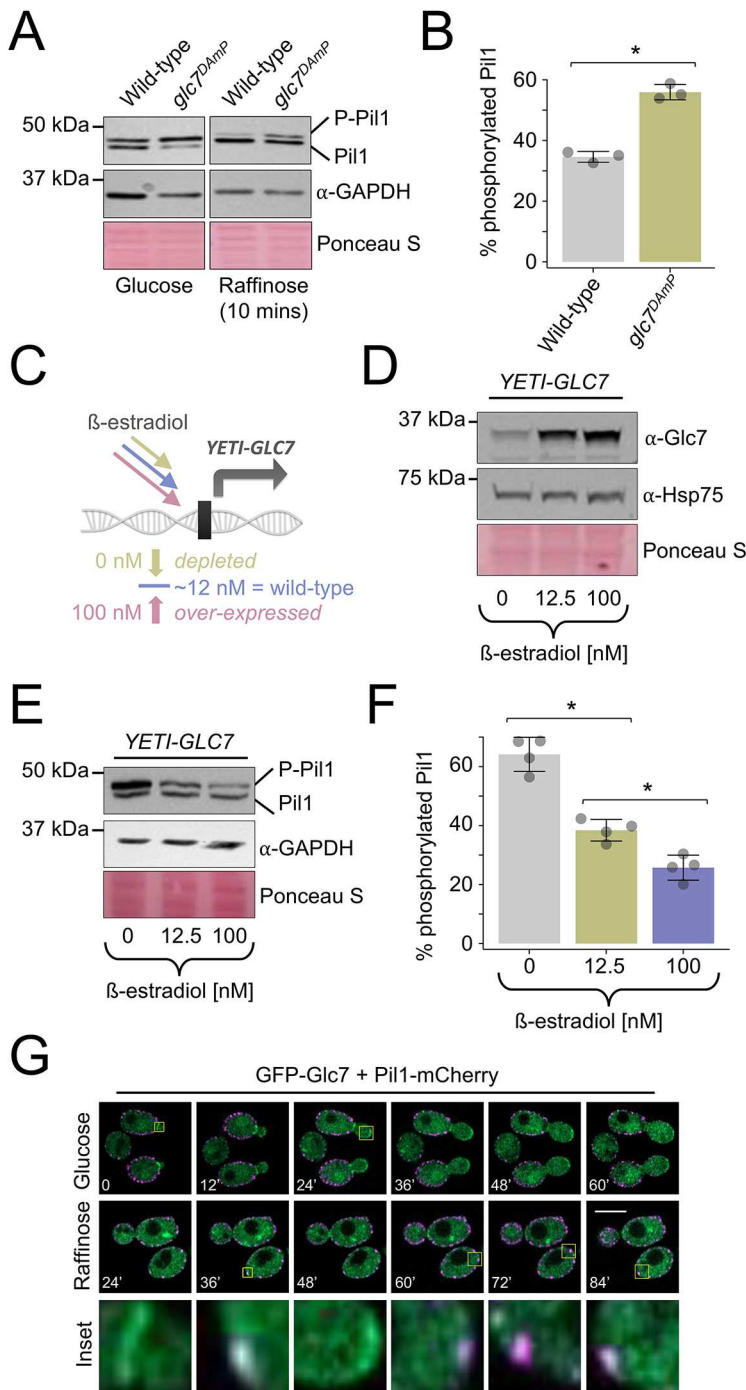 A
Wild-type
glc7DAmP
Wild-type
glc7DAmP
50 kDa
P-Pil1
Pil1
37 kDa
α-GAPDH
Ponceau S
Glucose
Raffinose
(10 mins)
B
% phosphorylated Pil1
60
40
20
0
*
Wild-type
glc7DAmP
C
ß-estradiol
YETI-GLC7
0 nM
depleted
~12 nM = wild-type
100 nM
over-expressed
D
YETI-GLC7
37 kDa
α-Glc7
75 kDa
α-Hsp75
Ponceau S
0 12.5 100
ß-estradiol [nM]
E
YETI-GLC7
50 kDa
P-Pil1
Pil1
37 kDa
α-GAPDH
Ponceau S
0 12.5 100
ß-estradiol [nM]
F
% phosphorylated Pil1
*
*
60
40
20
0
0 12.5 100
ß-estradiol [nM]
G
GFP-Glc7 + Pil1-mCherry
Glucose
0 12’ 24’ 36’ 48’ 60’
Raffinose
24’ 36’ 48’ 60’ 72’ 84’
Inset